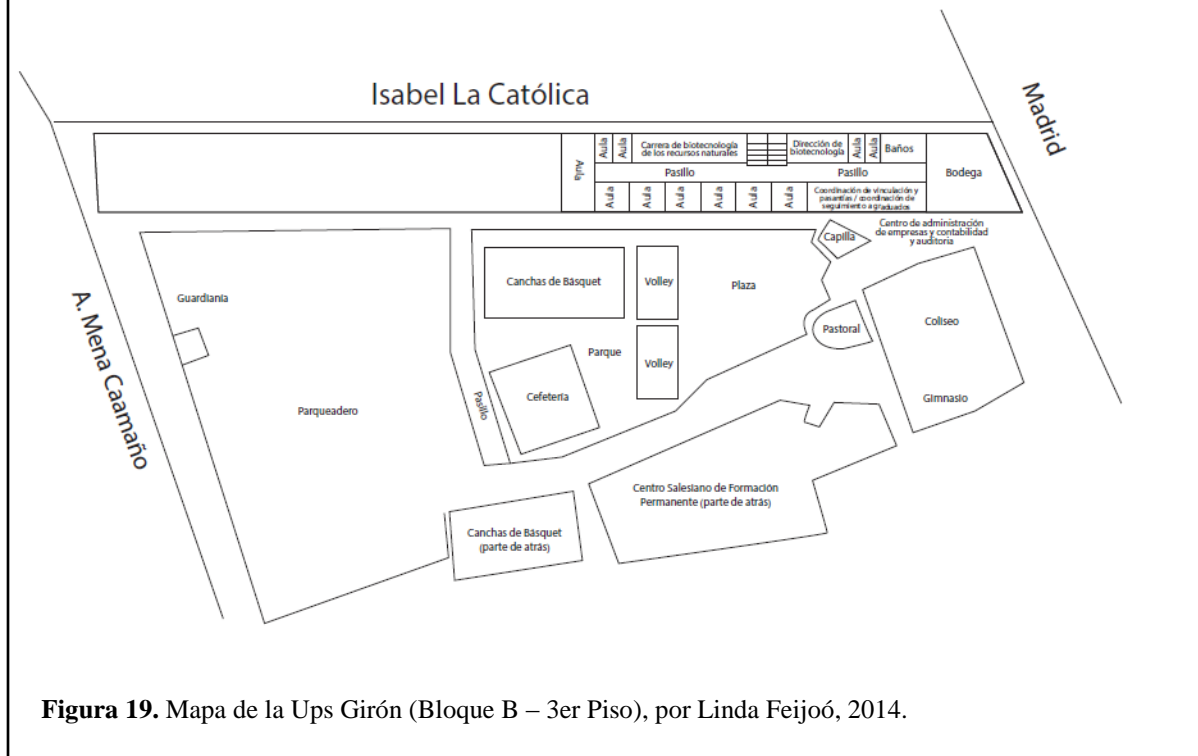 Isabel La Católica
Madrid
A. Mena Caamaño
Aula
Aula
Aula
Carrera de biotecnología
de los recursos naturales
Dirección de
biotecnología
Aula
Aula
Baños
Bodega
Pasillo
Pasillo
Aula
Aula
Aula
Aula
Aula
Aula
Coordinación de vinculación y
pasantías / coordinación de
seguimiento a graduados
Centro de administración
de empresas y contabilidad
y auditoria
Capilla
Guardianía
Canchas de Básquet
Volley
Plaza
Pastoral
Coliseo
Parque
Volley
Pasillo
Cefetería
Gimnasio
Parqueadero
Centro Salesiano de Formación
Permanente (parte de atrás)
Canchas de Básquet
(parte de atrás)
Figura 19. Mapa de la Ups Girón (Bloque B – 3er Piso), por Linda Feijoó, 2014.